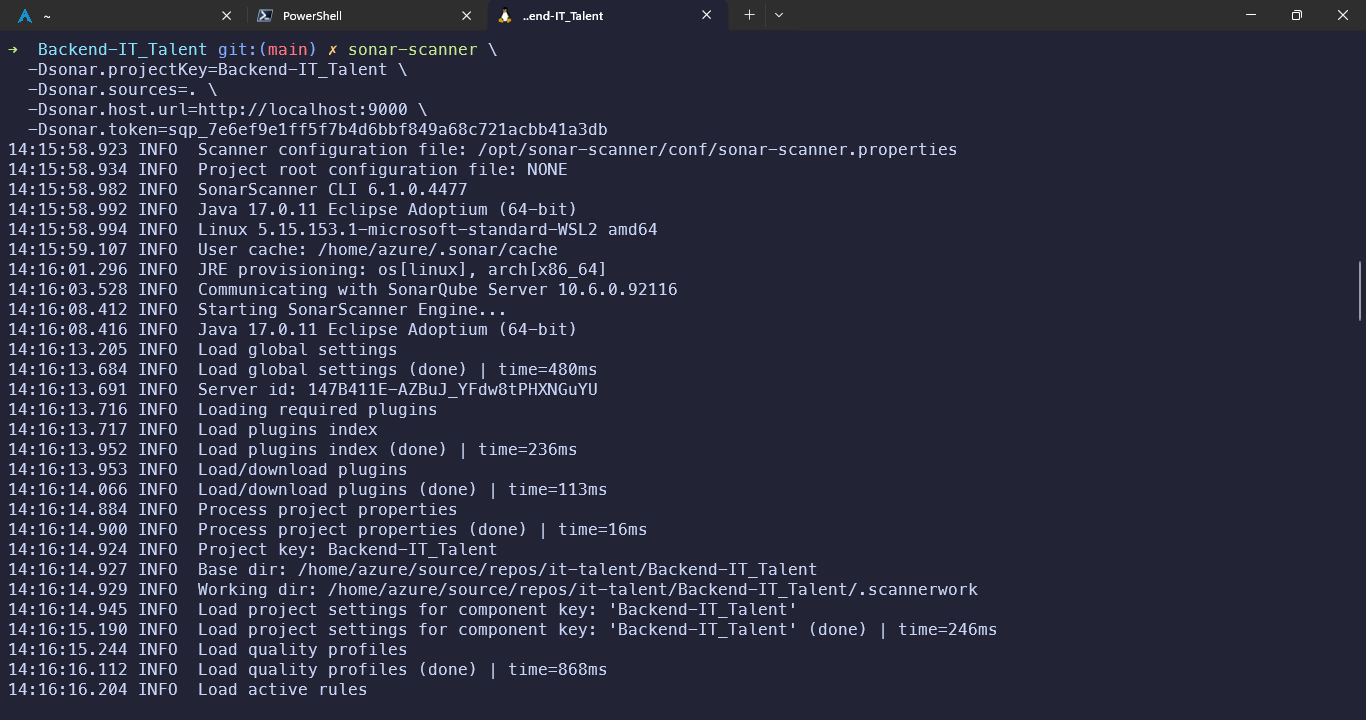 ~
PowerShell
..end-IT_Talent
→ Backend-IT_Talent git:(main) ✗ sonar-scanner \
-Dsonar.projectKey=Backend-IT_Talent \
-Dsonar.sources=. \
-Dsonar.host.url=http://localhost:9000 \
-Dsonar.token=sqp_7e6ef9e1ff5f7b4d6bbf849a68c721acbb41a3db
14:15:58.923 INFO  Scanner configuration file: /opt/sonar-scanner/conf/sonar-scanner.properties
14:15:58.934 INFO  Project root configuration file: NONE
14:15:58.982 INFO  SonarScanner CLI 6.1.0.4477
14:15:58.992 INFO  Java 17.0.11 Eclipse Adoptium (64-bit)
14:15:58.994 INFO  Linux 5.15.153.1-microsoft-standard-WSL2 amd64
14:15:59.107 INFO  User cache: /home/azure/.sonar/cache
14:16:01.296 INFO  JRE provisioning: os[linux], arch[x86_64]
14:16:03.528 INFO  Communicating with SonarQube Server 10.6.0.92116
14:16:08.412 INFO  Starting SonarScanner Engine...
14:16:08.416 INFO  Java 17.0.11 Eclipse Adoptium (64-bit)
14:16:13.205 INFO  Load global settings
14:16:13.684 INFO  Load global settings (done) | time=480ms
14:16:13.691 INFO  Server id: 147B411E-AZBuJ_YFdw8tPHXNGuYU
14:16:13.716 INFO  Loading required plugins
14:16:13.717 INFO  Load plugins index
14:16:13.952 INFO  Load plugins index (done) | time=236ms
14:16:13.953 INFO  Load/download plugins
14:16:14.066 INFO  Load/download plugins (done) | time=113ms
14:16:14.884 INFO  Process project properties
14:16:14.900 INFO  Process project properties (done) | time=16ms
14:16:14.924 INFO  Project key: Backend-IT_Talent
14:16:14.927 INFO  Base dir: /home/azure/source/repos/it-talent/Backend-IT_Talent
14:16:14.929 INFO  Working dir: /home/azure/source/repos/it-talent/Backend-IT_Talent/.scannerwork
14:16:14.945 INFO  Load project settings for component key: 'Backend-IT_Talent'
14:16:15.190 INFO  Load project settings for component key: 'Backend-IT_Talent' (done) | time=246ms
14:16:15.244 INFO  Load quality profiles
14:16:16.112 INFO  Load quality profiles (done) | time=868ms
14:16:16.204 INFO  Load active rules